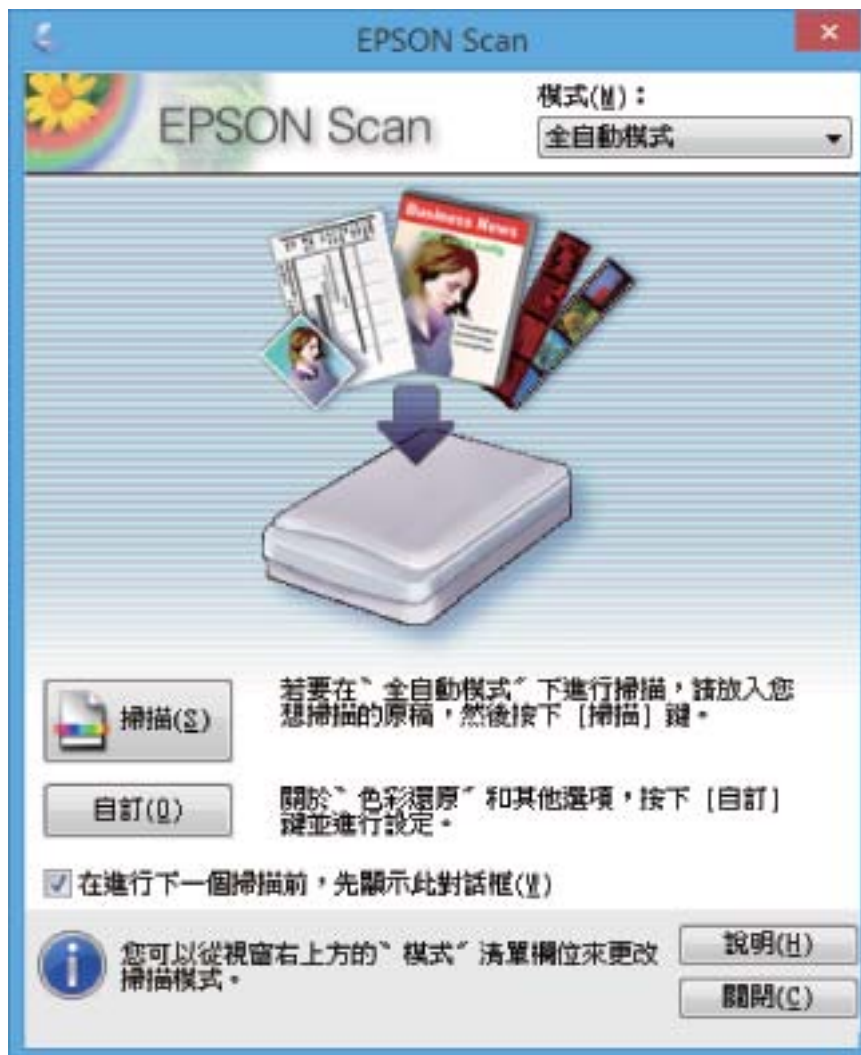 EPSON Scan
EPSON Scan
模式(M)：
全自動模式
Business News
掃描(S)
若要在〝全自動模式〞下進行掃描，請放入您
想掃描的原稿，然後按下 [掃描] 鍵。
自訂(O)
關於〝色彩還原〞和其他選項，按下 [自訂]
鍵並進行設定。
在進行下一個掃描前，先顯示此對話框(W)
您可以從視窗右上方的〝模式〞清單欄位來更改
掃描模式。
說明(H)
關閉(C)